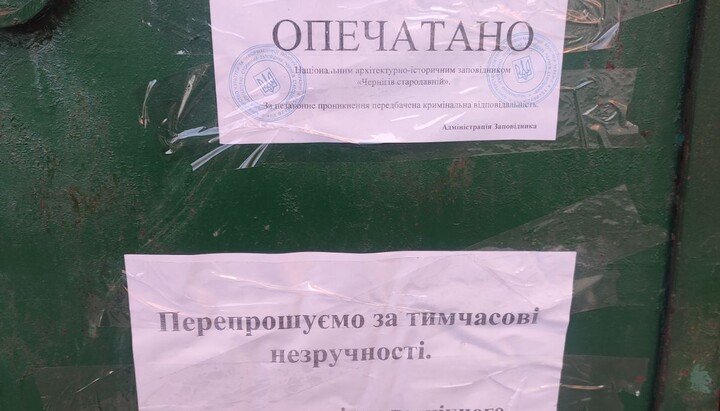 ОПЕЧАТАНО
Національним архітектурно-історичним заповідником
«Чернігів стародавній».
За незаконне проникнення передбачена кримінальна відповідальність.
Адміністрація Заповідника
Перепрошуємо за тимчасові
незручності.